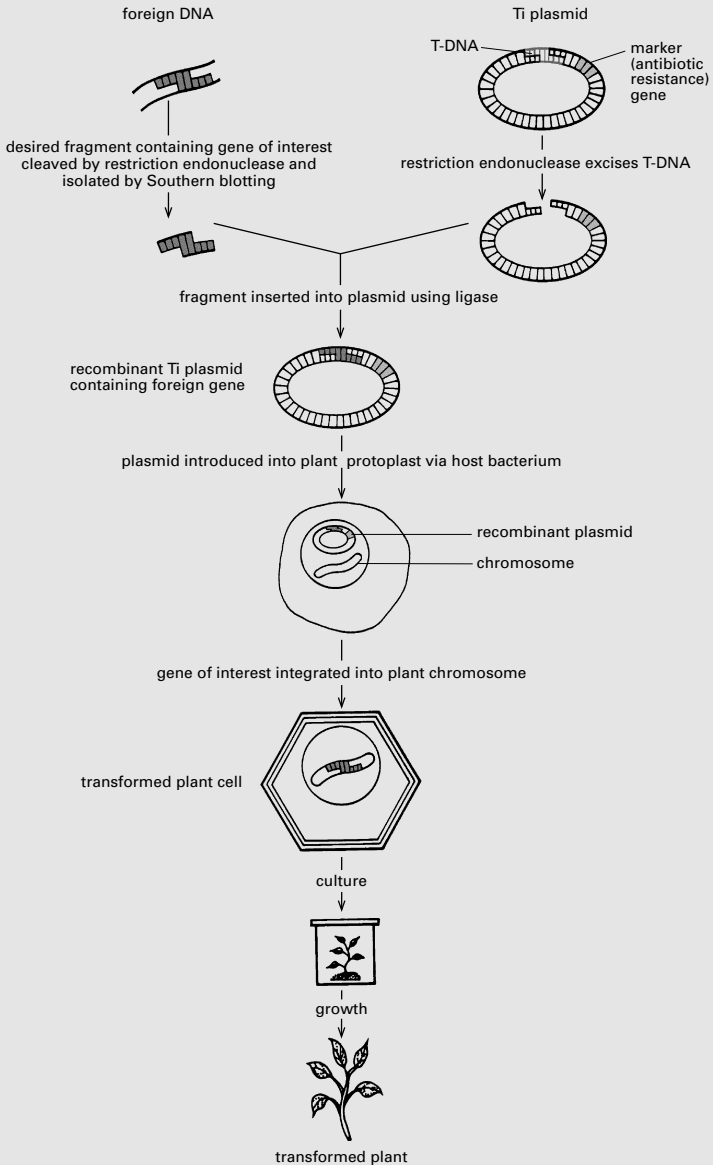 foreign DNA
Ti plasmid
T-DNA
marker
(antibiotic
resistance)
gene
desired fragment containing gene of interest
cleaved by restriction endonuclease and
isolated by Southern blotting
restriction endonuclease excises T-DNA
fragment inserted into plasmid using ligase
recombinant Ti plasmid
containing foreign gene
plasmid introduced into plant protoplast via host bacterium
recombinant plasmid
chromosome
gene of interest integrated into plant chromosome
transformed plant cell
culture
growth
transformed plant